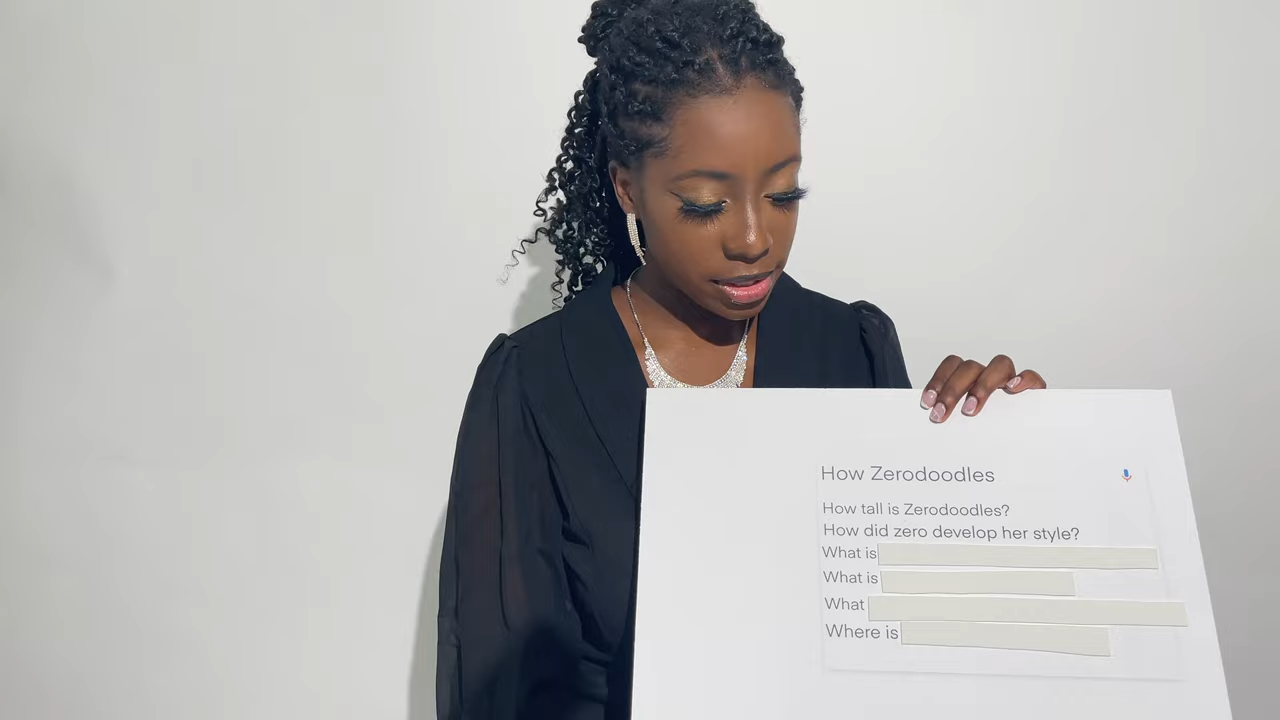 How Zerodoodles
How tall is Zerodoodles?
How did zero develop her style?
What is
What is
What
Where is